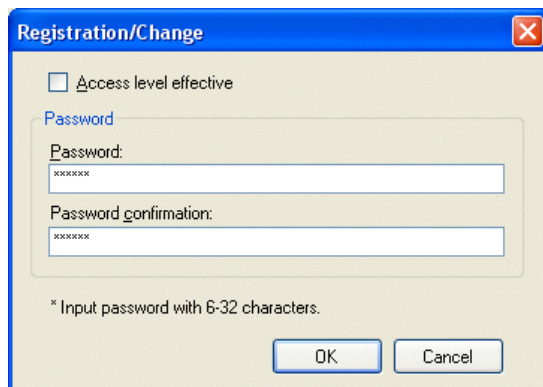 Registration/Change
Access level effective
Password
Password:
******
Password confirmation:
******
* Input password with 6-32 characters.
OK
Cancel